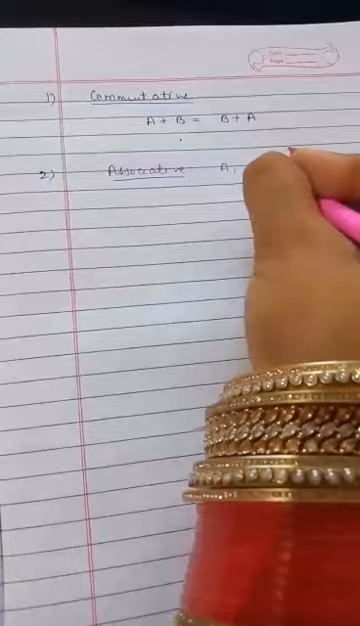 1) Commutative
A + B = B + A
2) Associative A,